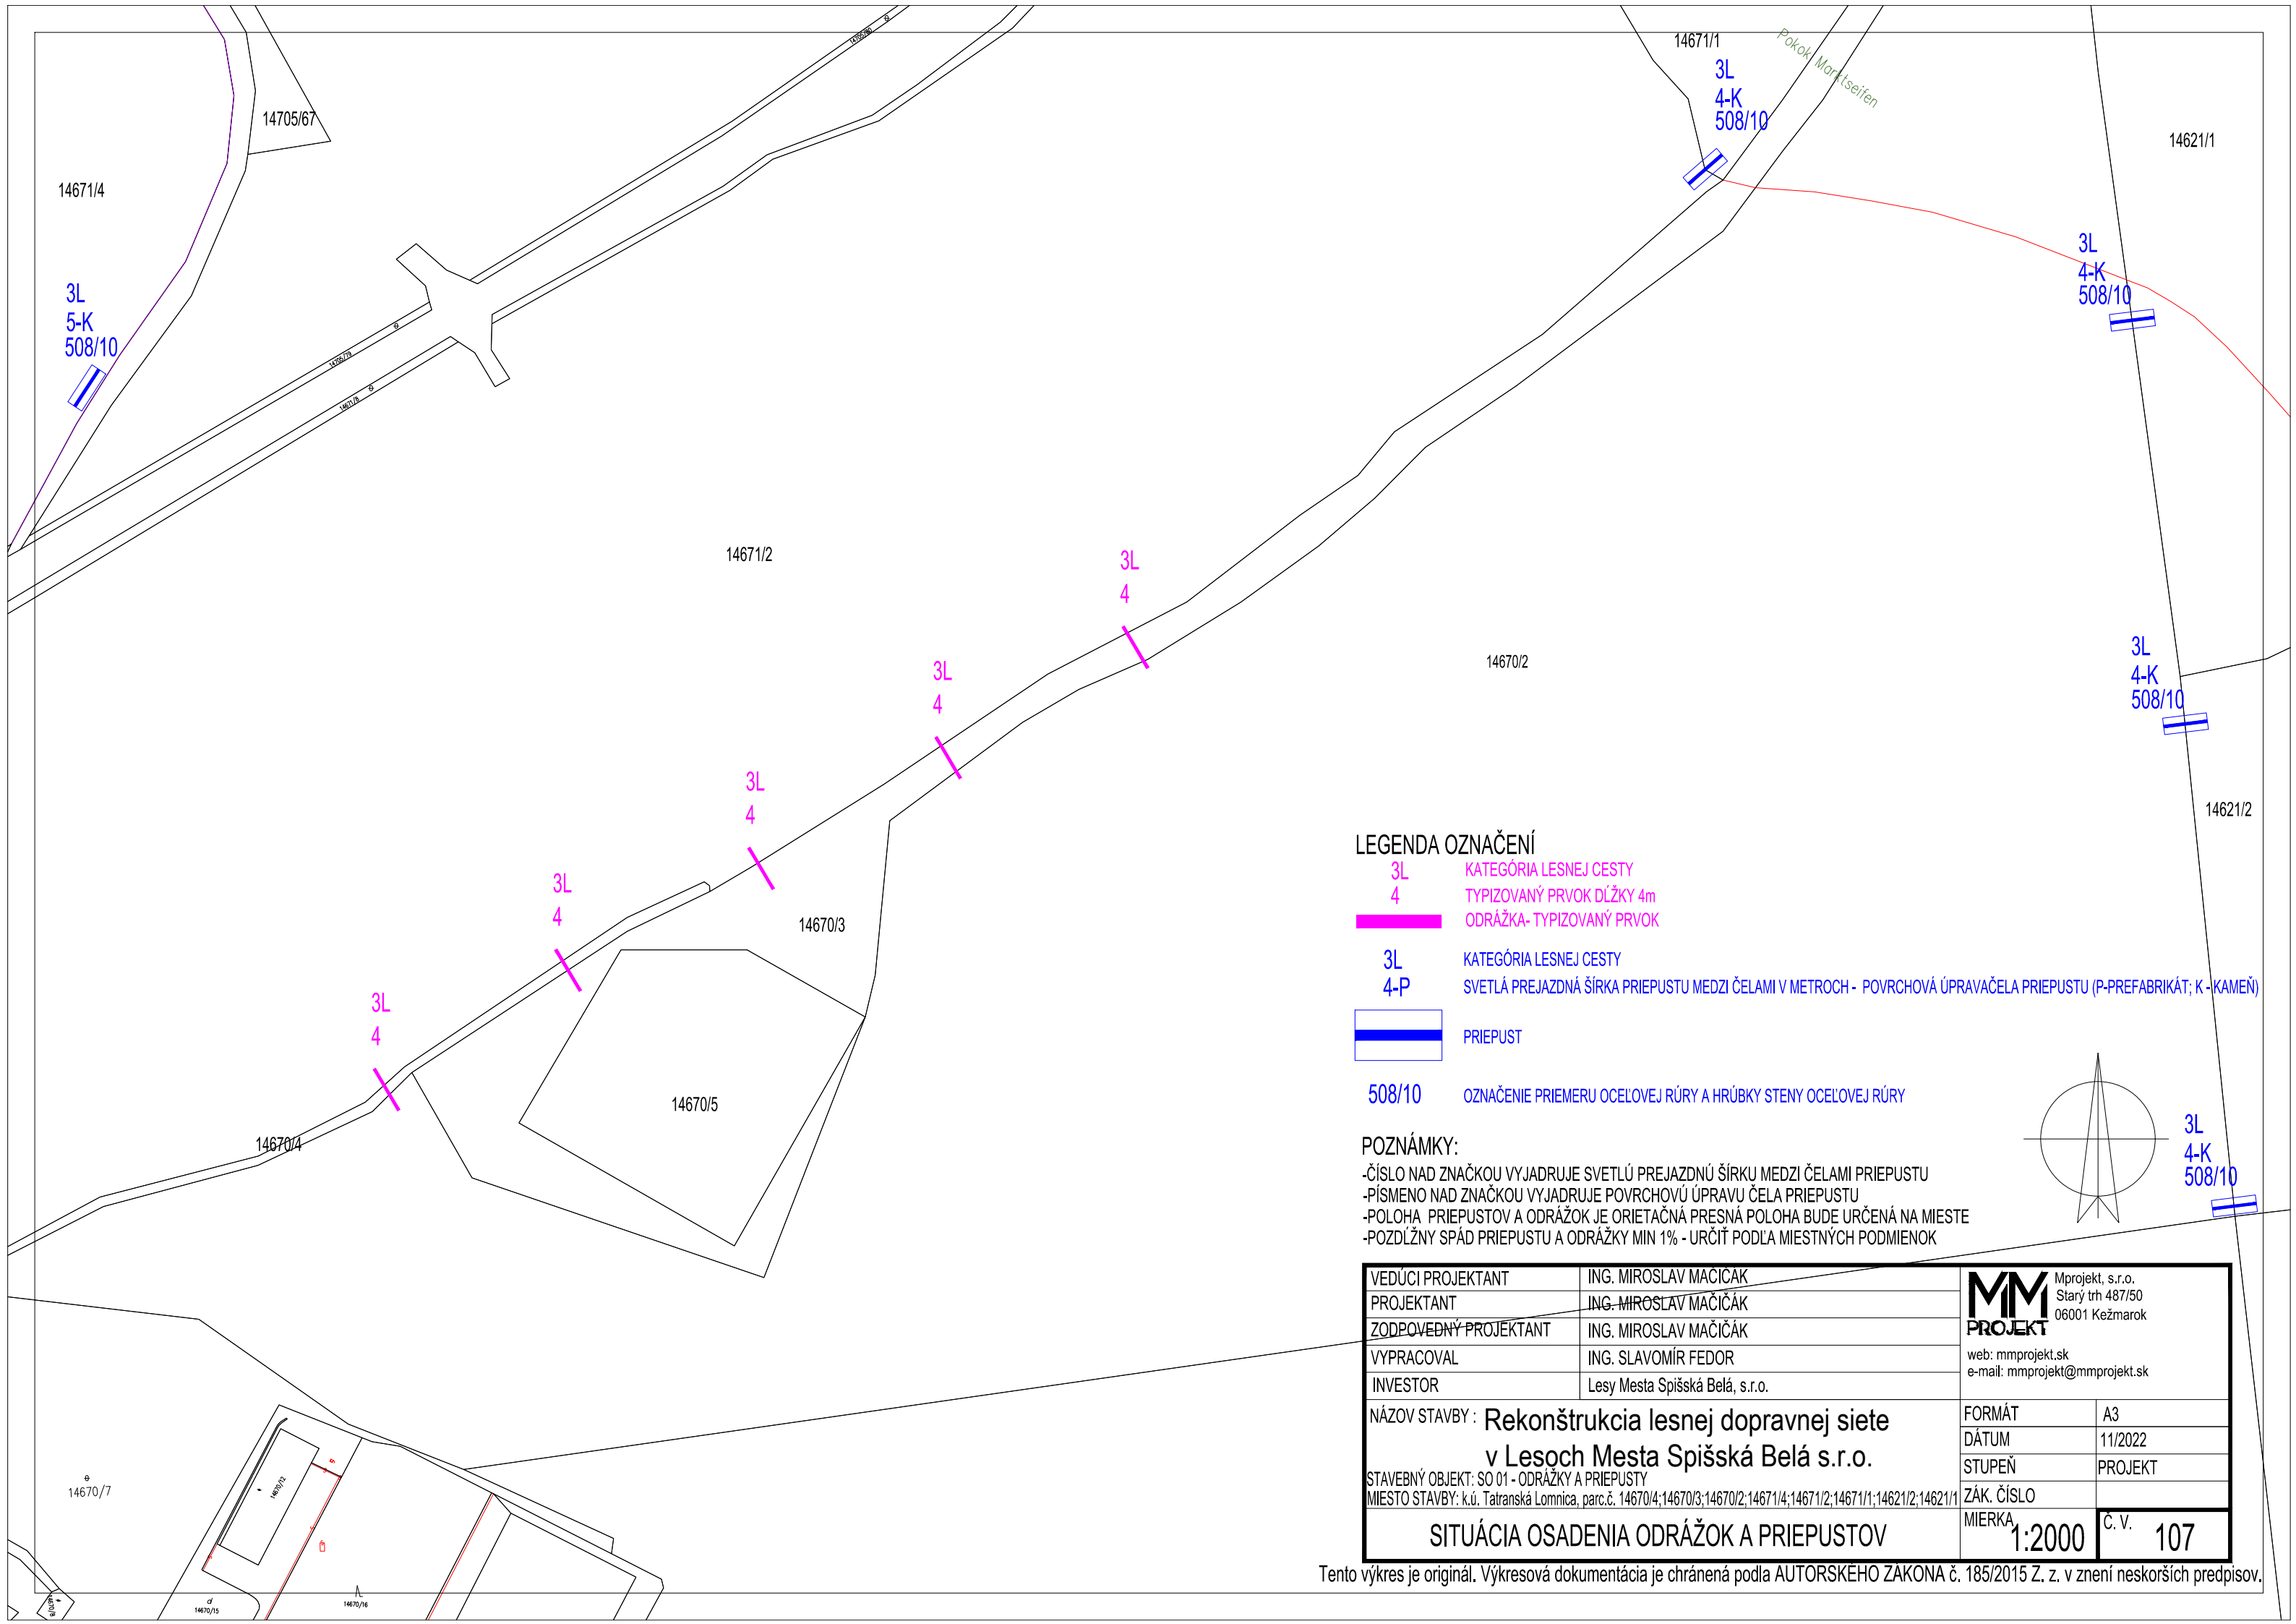 14705/80
14671/1
Pokok Marktseifen
3L
4-K
508/10
14705/67
14621/1
14671/4
3L
4-K
508/10
3L
5-K
508/10
14705/79
14671/8
14671/2
3L
4
3L
4-K
508/10
14670/2
3L
4
3L
4
14621/2
3L
4
14670/3
3L
4
14670/5
14670/4
LEGENDA OZNAČENÍ
3L KATEGÓRIA LESNEJ CESTY
4 TYPIZOVANÝ PRVOK DĹŽKY 4m
ODRÁŽKA- TYPIZOVANÝ PRVOK
3L KATEGÓRIA LESNEJ CESTY
4-P SVETLÁ PREJAZDNÁ ŠÍRKA PRIEPUSTU MEDZI ČELAMI V METROCH - POVRCHOVÁ ÚPRAVAČELA PRIEPUSTU (P-PREFABRIKÁT; K - KAMEŇ)
PRIEPUST
508/10 OZNAČENIE PRIEMERU OCEĽOVEJ RÚRY A HRÚBKY STENY OCEĽOVEJ RÚRY
3L
4-K
508/10
POZNÁMKY:
-ČÍSLO NAD ZNAČKOU VYJADRUJE SVETLÚ PREJAZDNÚ ŠÍRKU MEDZI ČELAMI PRIEPUSTU
-PÍSMENO NAD ZNAČKOU VYJADRUJE POVRCHOVÚ ÚPRAVU ČELA PRIEPUSTU
-POLOHA PRIEPUSTOV A ODRÁŽOK JE ORIETAČNÁ PRESNÁ POLOHA BUDE URČENÁ NA MIESTE
-POZDĹŽNY SPÁD PRIEPUSTU A ODRÁŽKY MIN 1% - URČIŤ PODĽA MIESTNÝCH PODMIENOK
VEDÚCI PROJEKTANT ING. MIROSLAV MAČIČÁK
PROJEKTANT ING. MIROSLAV MAČIČÁK
ZODPOVEDNÝ PROJEKTANT ING. MIROSLAV MAČIČÁK
VYPRACOVAL ING. SLAVOMÍR FEDOR
INVESTOR Lesy Mesta Spišská Belá, s.r.o.
MM
PROJEKT
Mprojekt, s.r.o.
Starý trh 487/50
06001 Kežmarok
web: mmprojekt.sk
e-mail: mmprojekt@mmprojekt.sk
NÁZOV STAVBY : Rekonštrukcia lesnej dopravnej siete
v Lesoch Mesta Spišská Belá s.r.o.
STAVEBNÝ OBJEKT: SO 01 - ODRÁŽKY A PRIEPUSTY
MIESTO STAVBY: k.ú. Tatranská Lomnica, parc.č. 14670/4;14670/3;14670/2;14671/4;14671/2;14671/1;14621/2;14621/1
SITUÁCIA OSADENIA ODRÁŽOK A PRIEPUSTOV
FORMÁT A3
DÁTUM 11/2022
STUPEŇ PROJEKT
ZÁK. ČÍSLO
MIERKA 1:2000
Č. V. 107
Tento výkres je originál. Výkresová dokumentácia je chránená podla AUTORSKÉHO ZÁKONA č. 185/2015 Z. z. v znení neskorších predpisov.
14670/7
14670/12
14670/15
14670/16